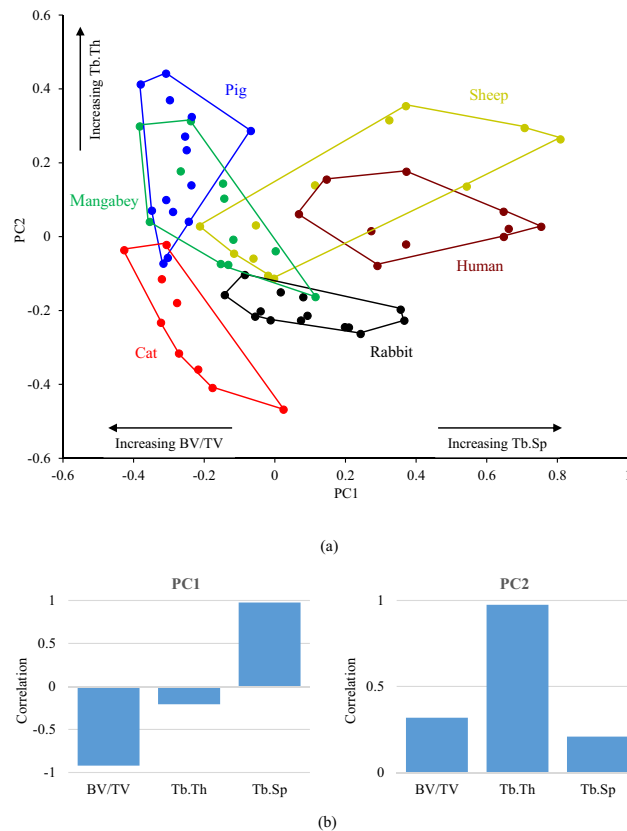 0.6
0.4
0.2
0
-0.2
-0.4
-0.6
PC2
Increasing Tb.Th
Pig
Sheep
Mangabey
Human
Cat
Rabbit
Increasing BV/TV
Increasing Tb.Sp
-0.6 -0.4 -0.2 0 0.2 0.4 0.6 0.8 1
PC1
(a)
PC1
1
0.5
0
-0.5
-1
Correlation
BV/TV Tb.Th Tb.Sp
PC2
1
0.5
0
Correlation
BV/TV Tb.Th Tb.Sp
(b)